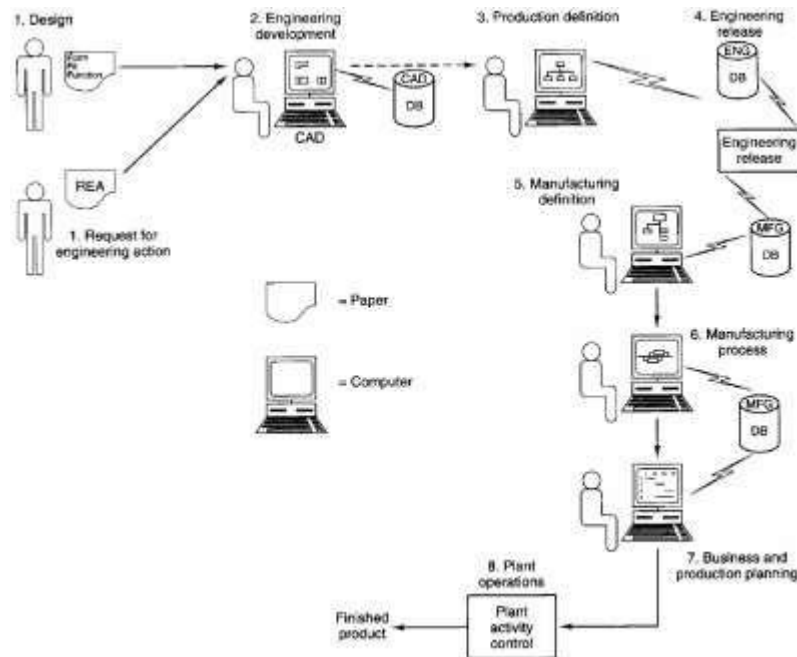 1. Design
Form
Fit
Function
2. Engineering
development
CAD
DB
CAD
3. Production definition
4. Engineering
release
ENG
DB
Engineering
release
MFG
DB
REA
1. Request for
engineering action
5. Manufacturing
definition
= Paper
= Computer
6. Manufacturing
process
MFG
DB
7. Business and
production planning
8. Plant
operations
Plant
activity
control
Finished
product